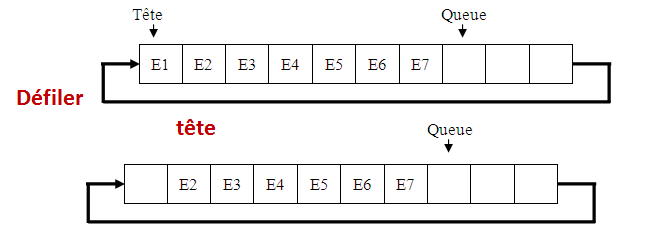 Tête Queue
E1 E2 E3 E4 E5 E6 E7
Défiler
tête Queue
E2 E3 E4 E5 E6 E7